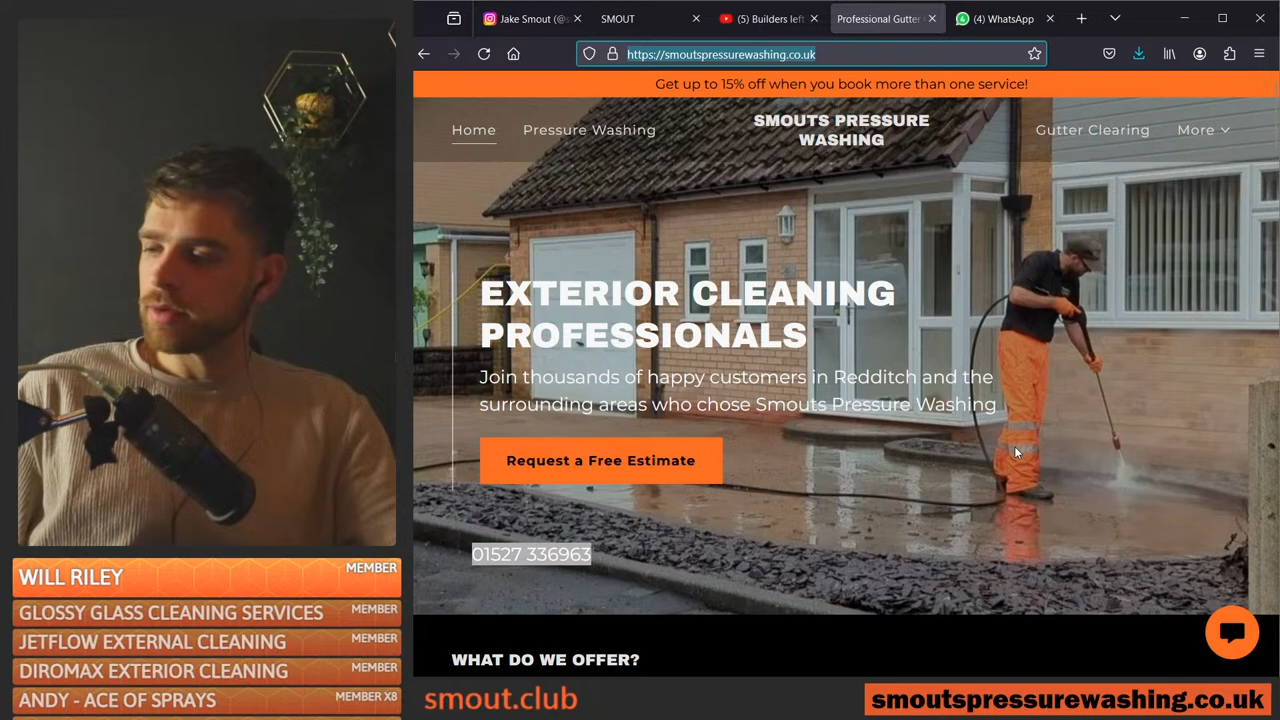 Jake Smout (@s
SMOUT
(5) Builders left
Professional Gutter
(4) WhatsApp
https://smoutspressurewashing.co.uk
Get up to 15% off when you book more than one service!
Home
Pressure Washing
SMOUTS PRESSURE
WASHING
Gutter Clearing
More
EXTERIOR CLEANING
PROFESSIONALS
Join thousands of happy customers in Redditch and the
surrounding areas who chose Smouts Pressure Washing
Request a Free Estimate
01527 336963
WHAT DO WE OFFER?
WILL RILEY MEMBER
GLOSSY GLASS CLEANING SERVICES MEMBER
JETFLOW EXTERNAL CLEANING MEMBER
DIROMAX EXTERIOR CLEANING MEMBER
ANDY - ACE OF SPRAYS MEMBER X8
smout.club
smoutspressurewashing.co.uk